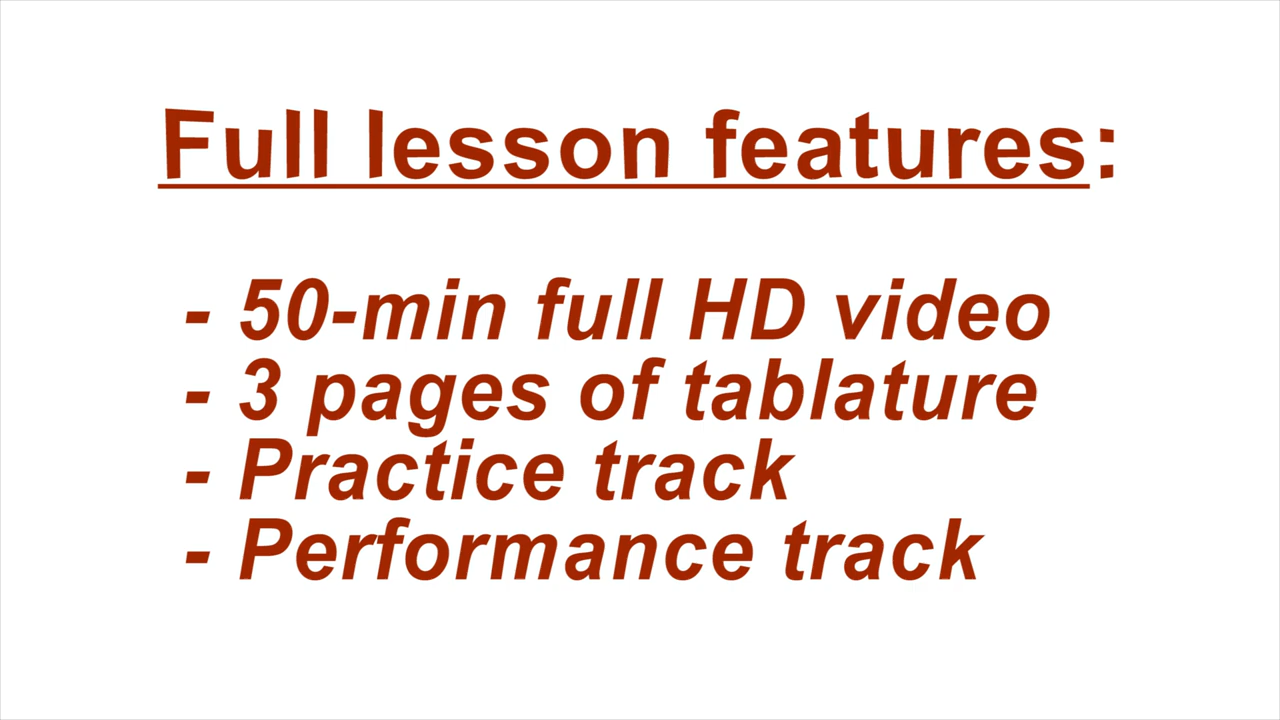 Full lesson features:
- 50-min full HD video
- 3 pages of tablature
- Practice track
- Performance track